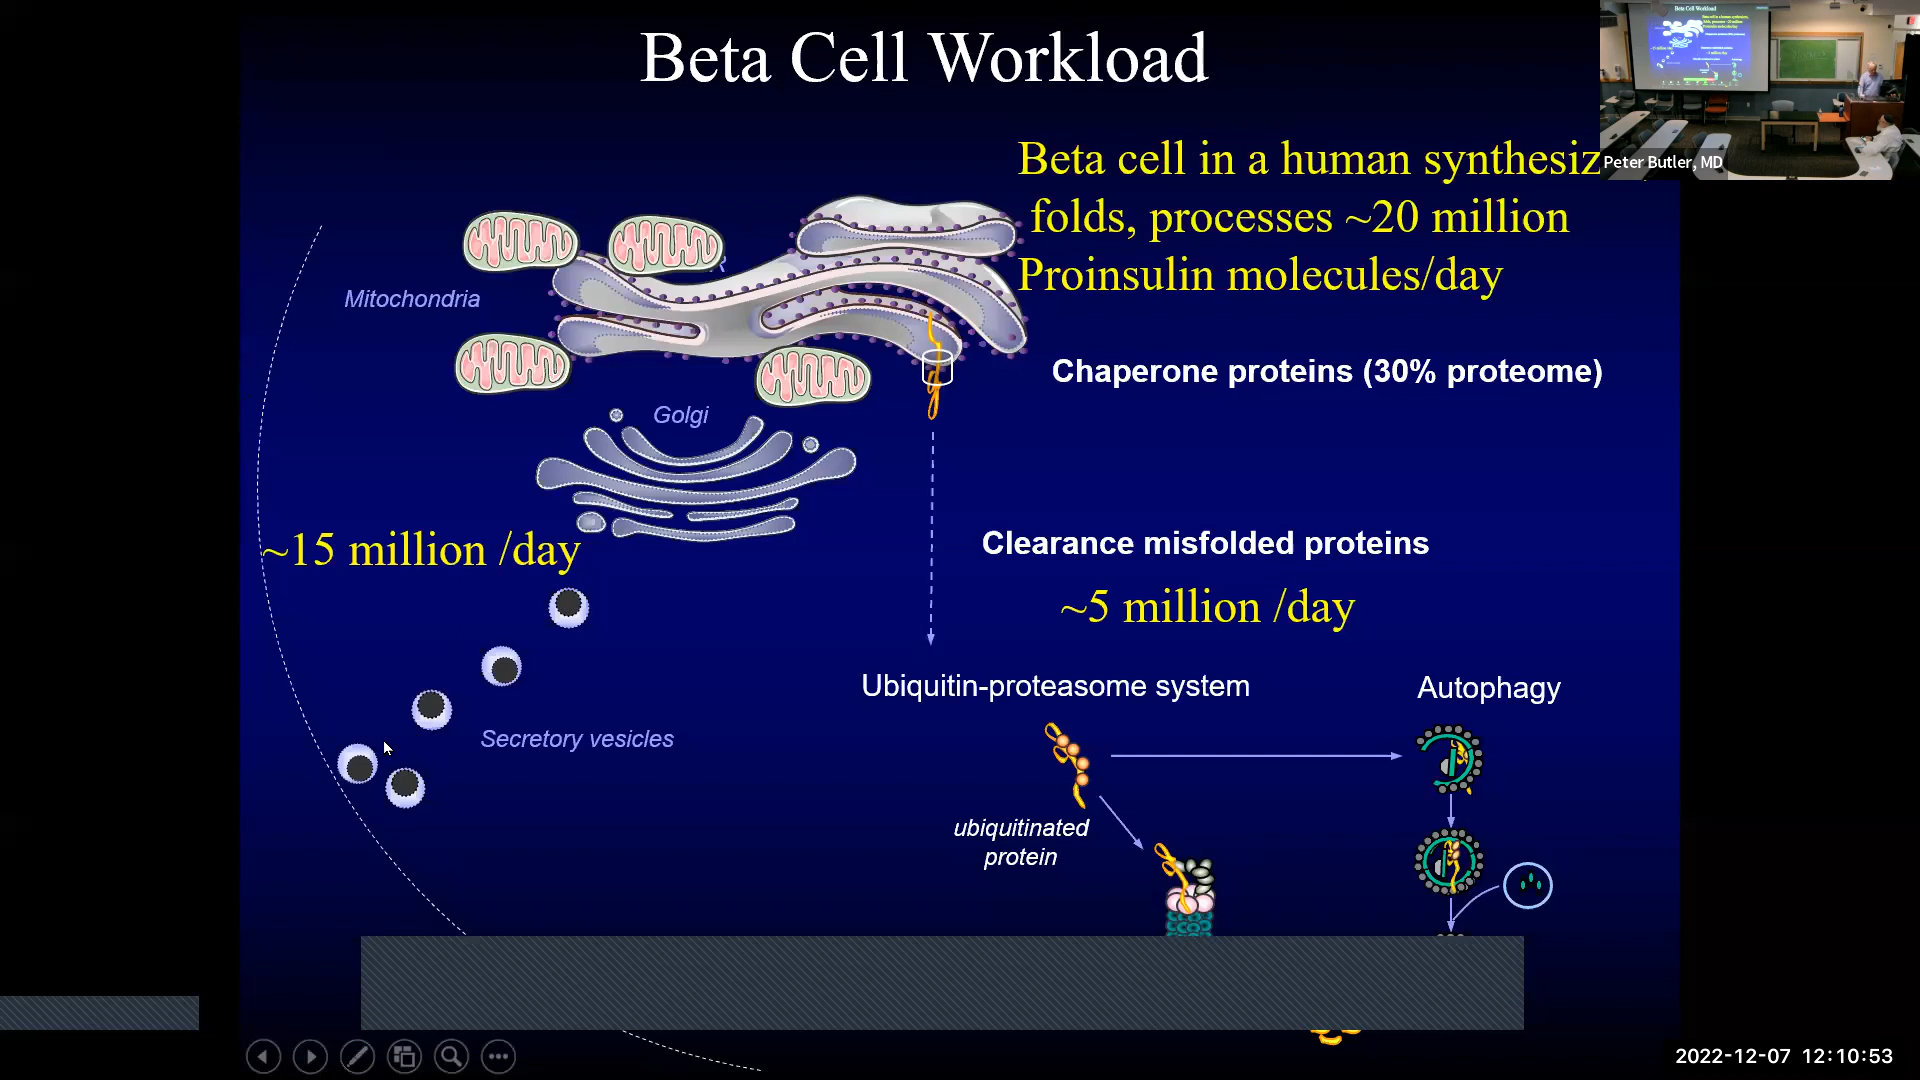 Beta Cell Workload
Beta cell in a human synthesiz
folds, processes ~20 million
Proinsulin molecules/day
Peter Butler, MD
Mitochondria
Chaperone proteins (30% proteome)
Golgi
~15 million /day
Clearance misfolded proteins
~5 million /day
Ubiquitin-proteasome system
Autophagy
Secretory vesicles
ubiquitinated
protein
2022-12-07 12:10:53